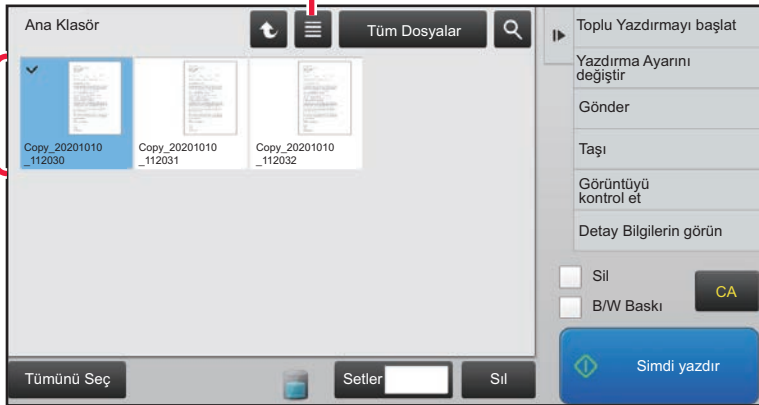 Ana Klasör
Tüm Dosyalar
Copy_20201010
_112030
Copy_20201010
_112031
Copy_20201010
_112032
Toplu Yazdırmayı başlat
Yazdırma Ayarını
değiştir
Gönder
Taşı
Görüntüyü
kontrol et
Detay Bilgilerin görün
Sil
B/W Baskı
CA
Tümünü Seç
Setler
Sıl
Simdi yazdır